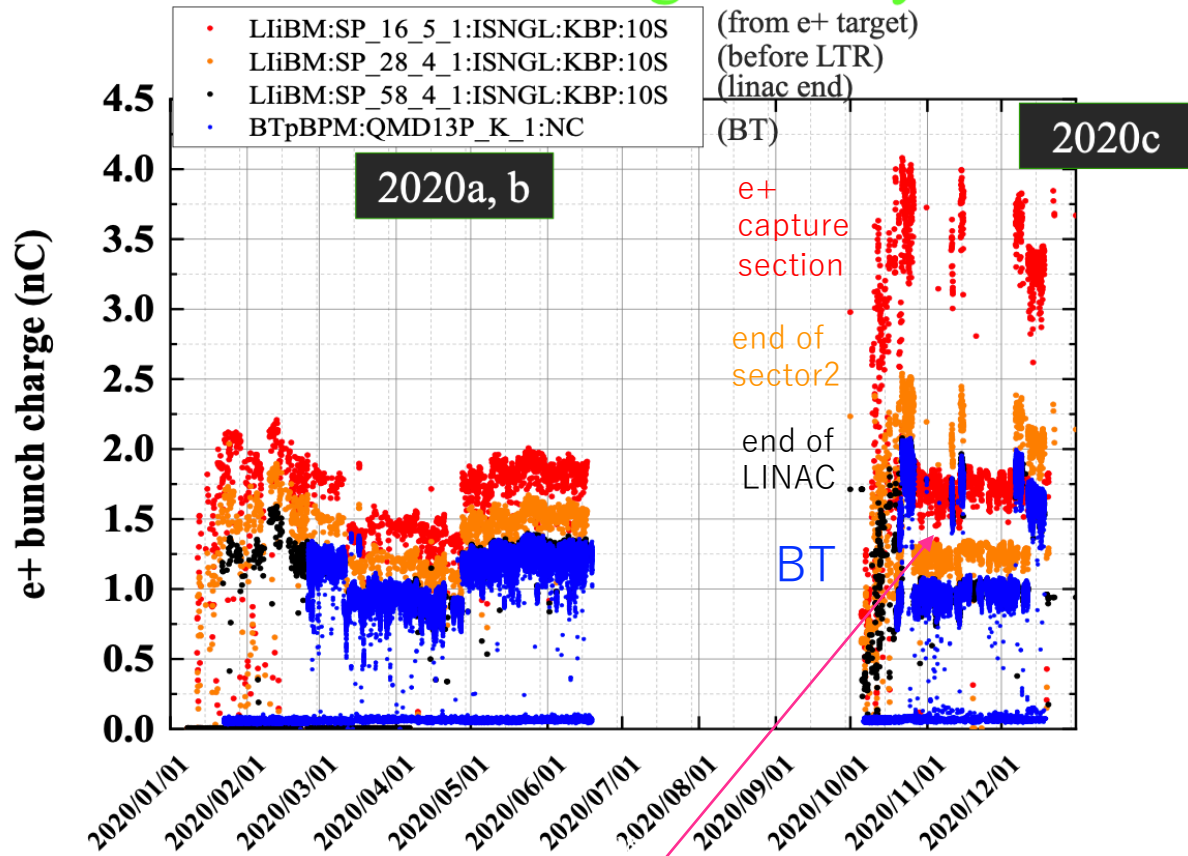 LIiBM:SP_16_5_1:ISNGL:KBP:10S (from e+ target)
LIiBM:SP_28_4_1:ISNGL:KBP:10S (before LTR)
LIiBM:SP_58_4_1:ISNGL:KBP:10S (linac end)
BTpBPM:QMD13P_K_1:NC (BT)
2020a, b
2020c
e+
capture
section
end of
sector2
end of
LINAC
BT
e+ bunch charge (nC)
4.5
4.0
3.5
3.0
2.5
2.0
1.5
1.0
0.5
0.0
2020/01/01
2020/02/01
2020/03/01
2020/04/01
2020/05/01
2020/06/01
2020/07/01
2020/08/01
2020/09/01
2020/10/01
2020/11/01
2020/12/01